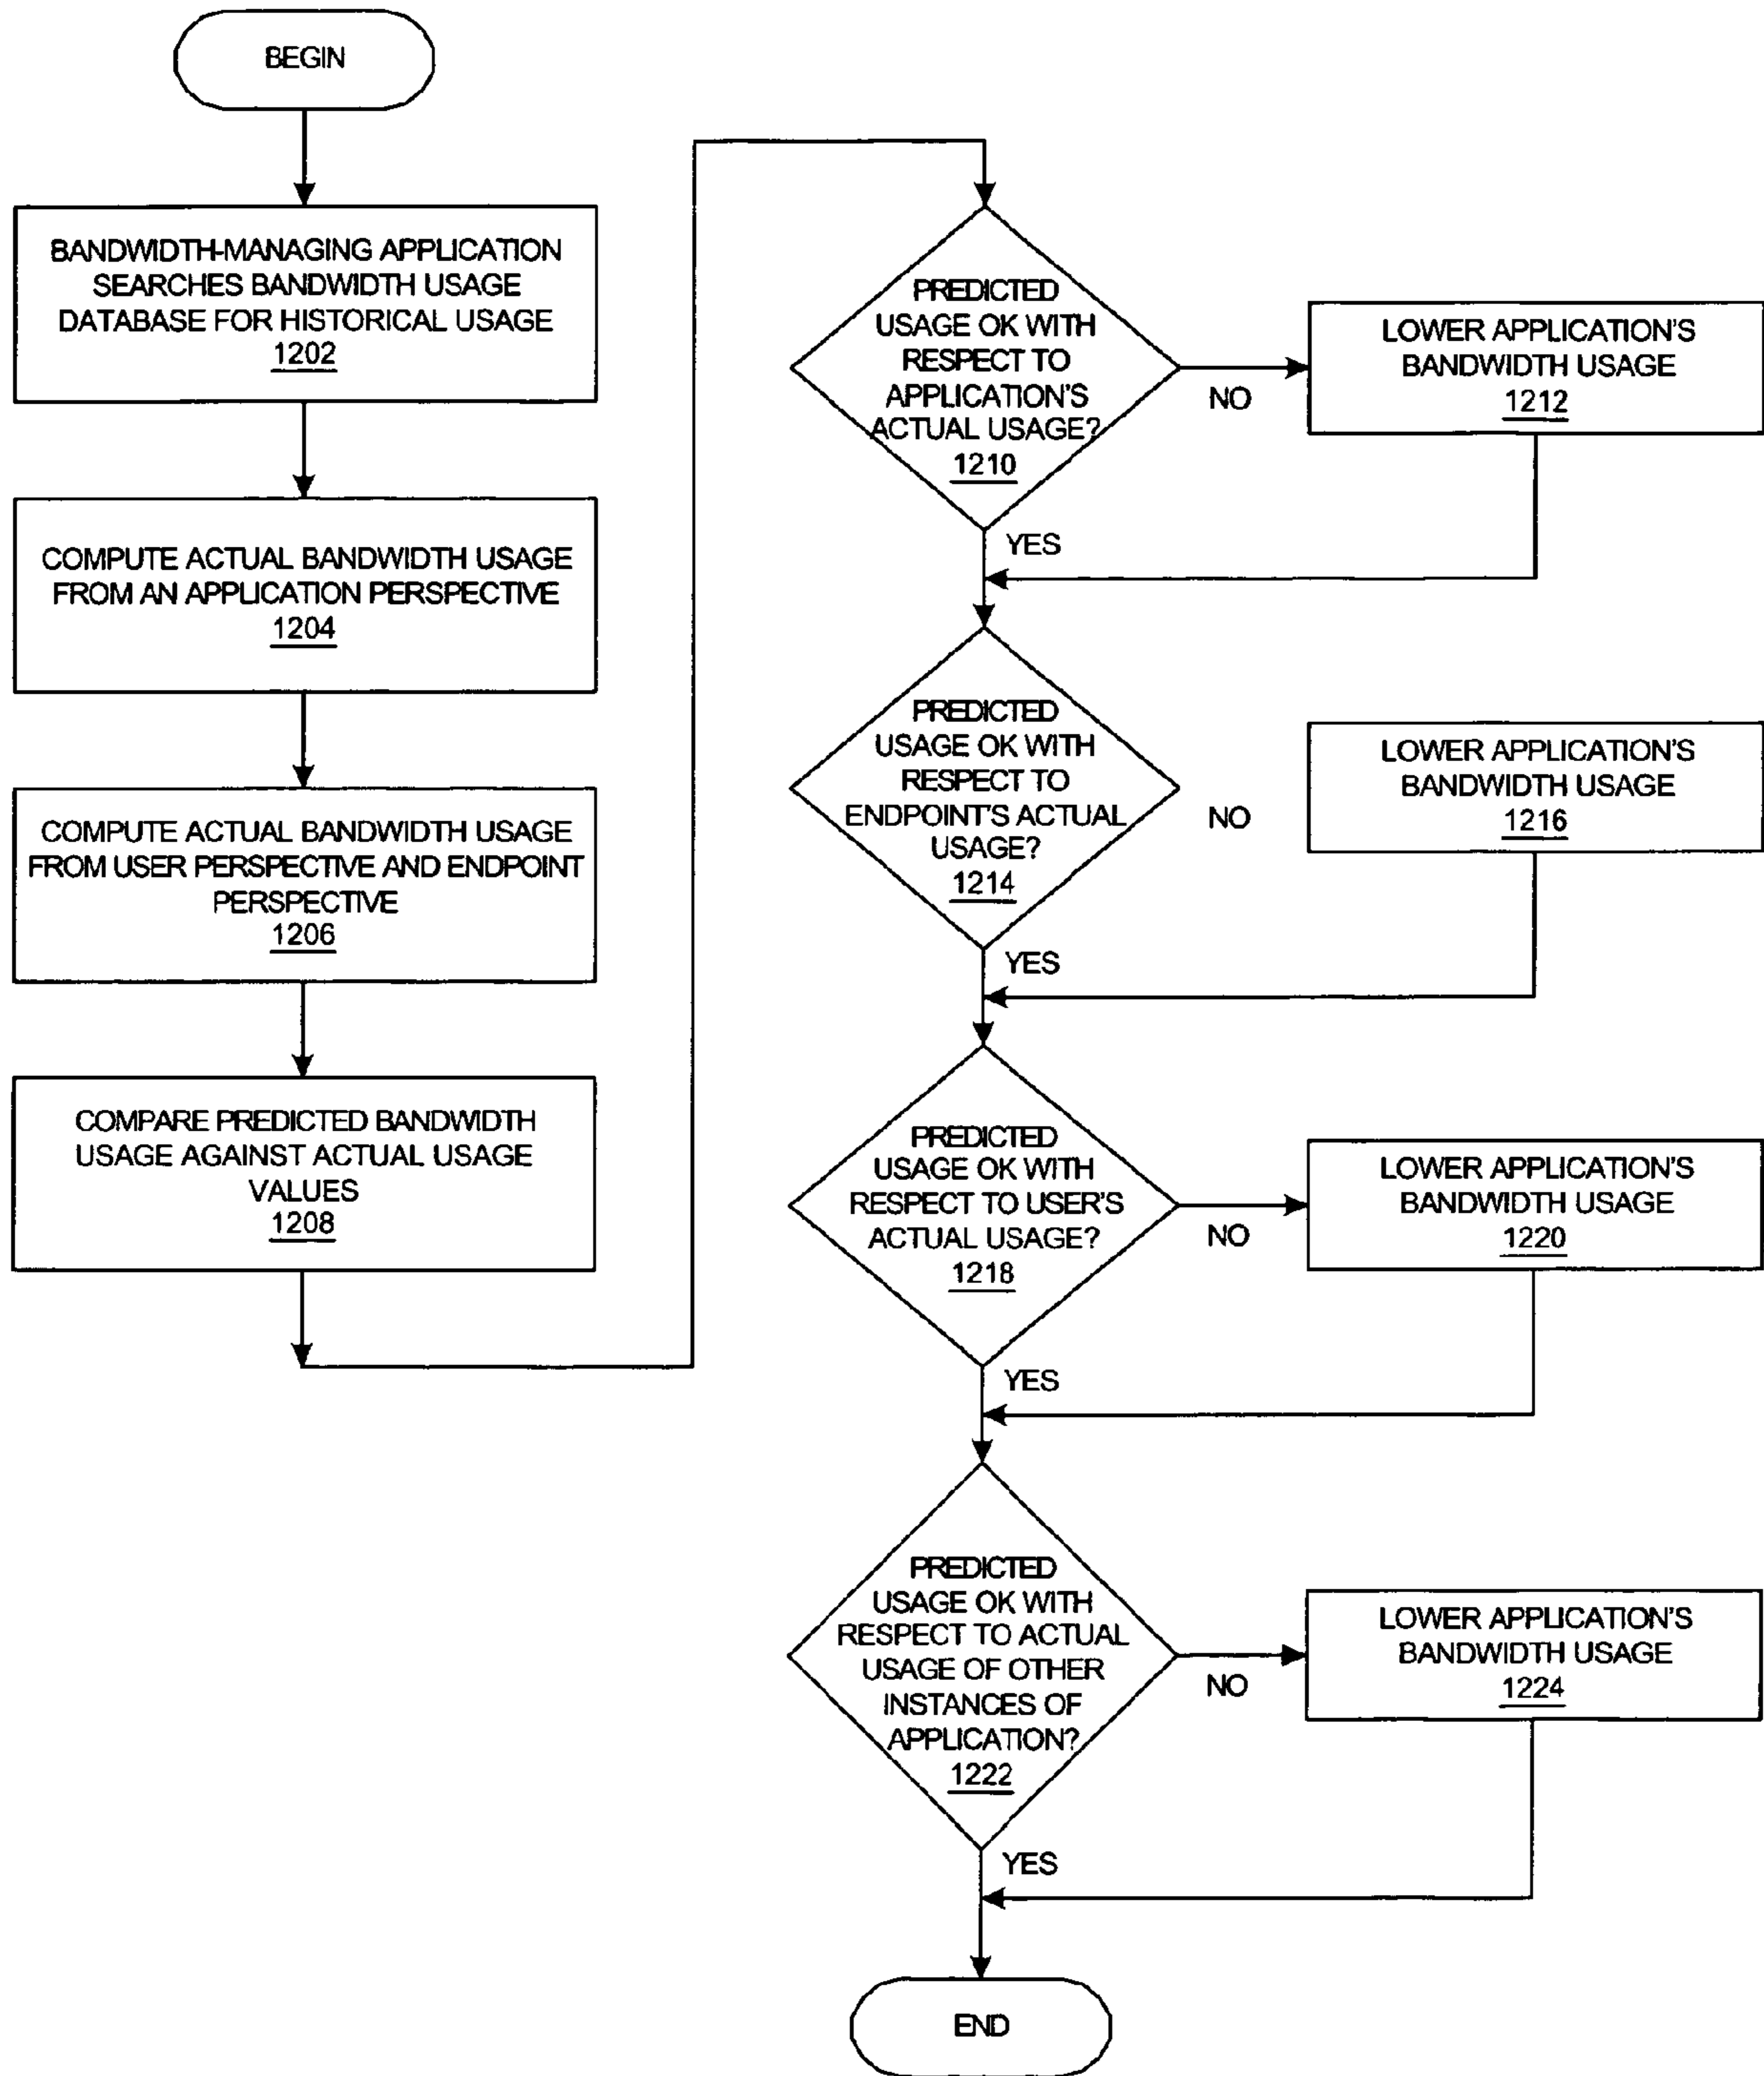 BEGIN
BANDWIDTH-MANAGING APPLICATION
SEARCHES BANDWIDTH USAGE
DATABASE FOR HISTORICAL USAGE
1202
COMPUTE ACTUAL BANDWIDTH USAGE
FROM AN APPLICATION PERSPECTIVE
1204
COMPUTE ACTUAL BANDWIDTH USAGE
FROM USER PERSPECTIVE AND ENDPOINT
PERSPECTIVE
1206
COMPARE PREDICTED BANDWIDTH
USAGE AGAINST ACTUAL USAGE
VALUES
1208
PREDICTED
USAGE OK WITH
RESPECT TO
APPLICATION'S
ACTUAL USAGE?
1210
NO
LOWER APPLICATION'S
BANDWIDTH USAGE
1212
YES
PREDICTED
USAGE OK WITH
RESPECT TO
ENDPOINT'S ACTUAL
USAGE?
1214
NO
LOWER APPLICATION'S
BANDWIDTH USAGE
1216
YES
PREDICTED
USAGE OK WITH
RESPECT TO USER'S
ACTUAL USAGE?
1218
NO
LOWER APPLICATION'S
BANDWIDTH USAGE
1220
YES
PREDICTED
USAGE OK WITH
RESPECT TO ACTUAL
USAGE OF OTHER
INSTANCES OF
APPLICATION?
1222
NO
LOWER APPLICATION'S
BANDWIDTH USAGE
1224
YES
END